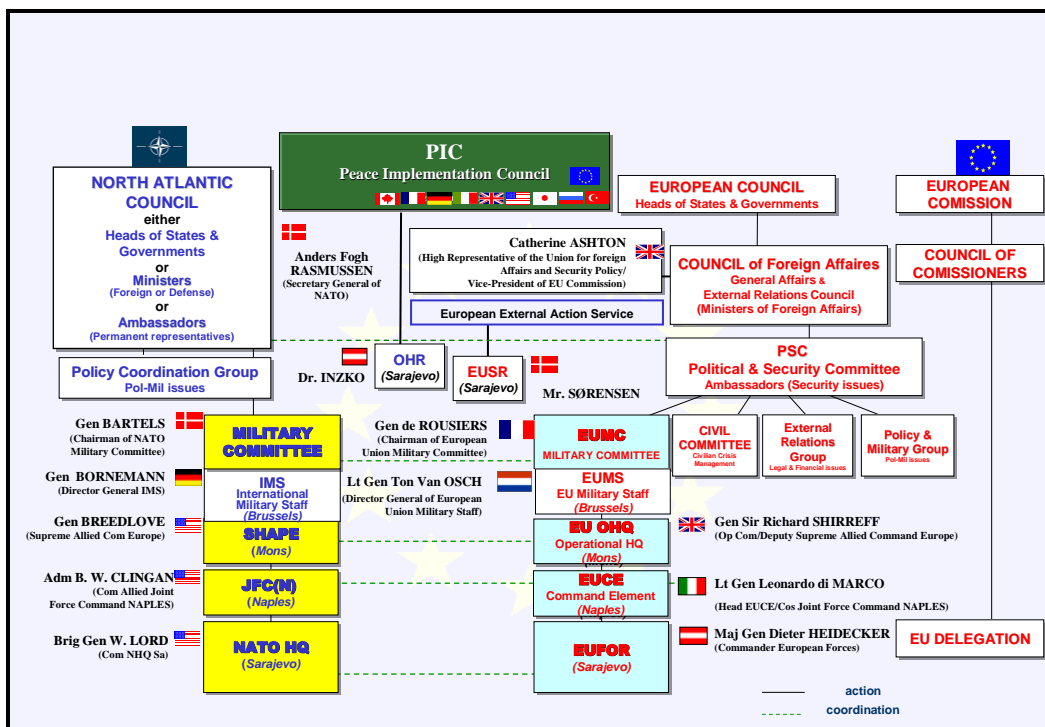 PIC
Peace Implementation Council
NORTH ATLANTIC
COUNCIL
either
Heads of States &
Governments
or
Ministers
(Foreign or Defense)
or
Ambassadors
(Permanent representatives)
Policy Coordination Group
Pol-Mil issues
Anders Fogh
RASMUSSEN
(Secretary General of
NATO)
Catherine ASHTON
(High Representative of the Union for foreign
Affairs and Security Policy/
Vice-President of EU Commission)
European External Action Service
EUROPEAN COUNCIL
Heads of States & Governments
COUNCIL of Foreign Affaires
General Affairs &
External Relations Council
(Ministers of Foreign Affairs)
EUROPEAN
COMISSION
COUNCIL OF
COMISSIONERS
Dr. INZKO
OHR
(Sarajevo)
EUSR
(Sarajevo)
Mr. SØRENSEN
PSC
Political & Security Committee
Ambassadors (Security issues)
Gen BARTELS
(Chairman of NATO
Military Committee)
MILITARY
COMMITTEE
Gen de ROUSIERS
(Chairman of European
Union Military Committee)
EUMC
MILITARY COMMITTEE
CIVIL
COMMITTEE
Civilian Crisis
Management
External
Relations
Group
Legal & Financial issues
Policy &
Military Group
Pol-Mil issues
Gen BORNEMANN
(Director General IMS)
IMS
International
Military Staff
(Brussels)
Lt Gen Ton Van OSCH
(Director General of European
Union Military Staff)
EUMS
EU Military Staff
(Brussels)
Gen BREEDLOVE
(Supreme Allied Com Europe)
SHAPE
(Mons)
EU OHQ
Operational HQ
(Mons)
Gen Sir Richard SHIRREFF
(Op Com/Deputy Supreme Allied Command Europe)
Adm B. W. CLINGAN
(Com Allied Joint
Force Command NAPLES)
JFC(N)
(Naples)
EUCE
Command Element
(Naples)
Lt Gen Leonardo di MARCO
(Head EUCE/Cos Joint Force Command NAPLES)
Brig Gen W. LORD
(Com NHQ Sa)
NATO HQ
(Sarajevo)
EUFOR
(Sarajevo)
Maj Gen Dieter HEIDECKER
(Commander European Forces)
EU DELEGATION
action
coordination